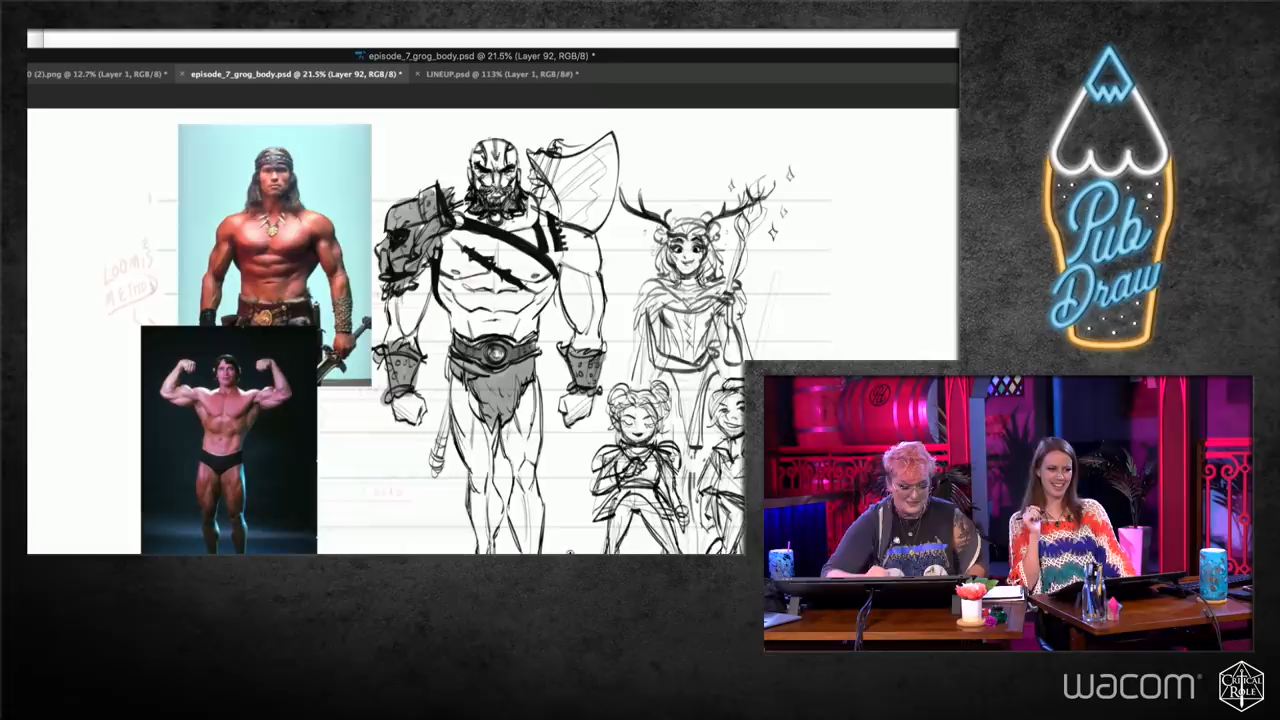 episode_7_grog_body.psd @ 21.5% (Layer 92, RGB/8) *
0 (2).png @ 12.7% (Layer 1, RGB/8) * × episode_7_grog_body.psd @ 21.5% (Layer 92, RGB/8) * × LINEUP.psd @ 113% (Layer 1, RGB/8#) *
LOOMIS
METHOD
Pub
Draw
wacom
CRITICAL
ROLE